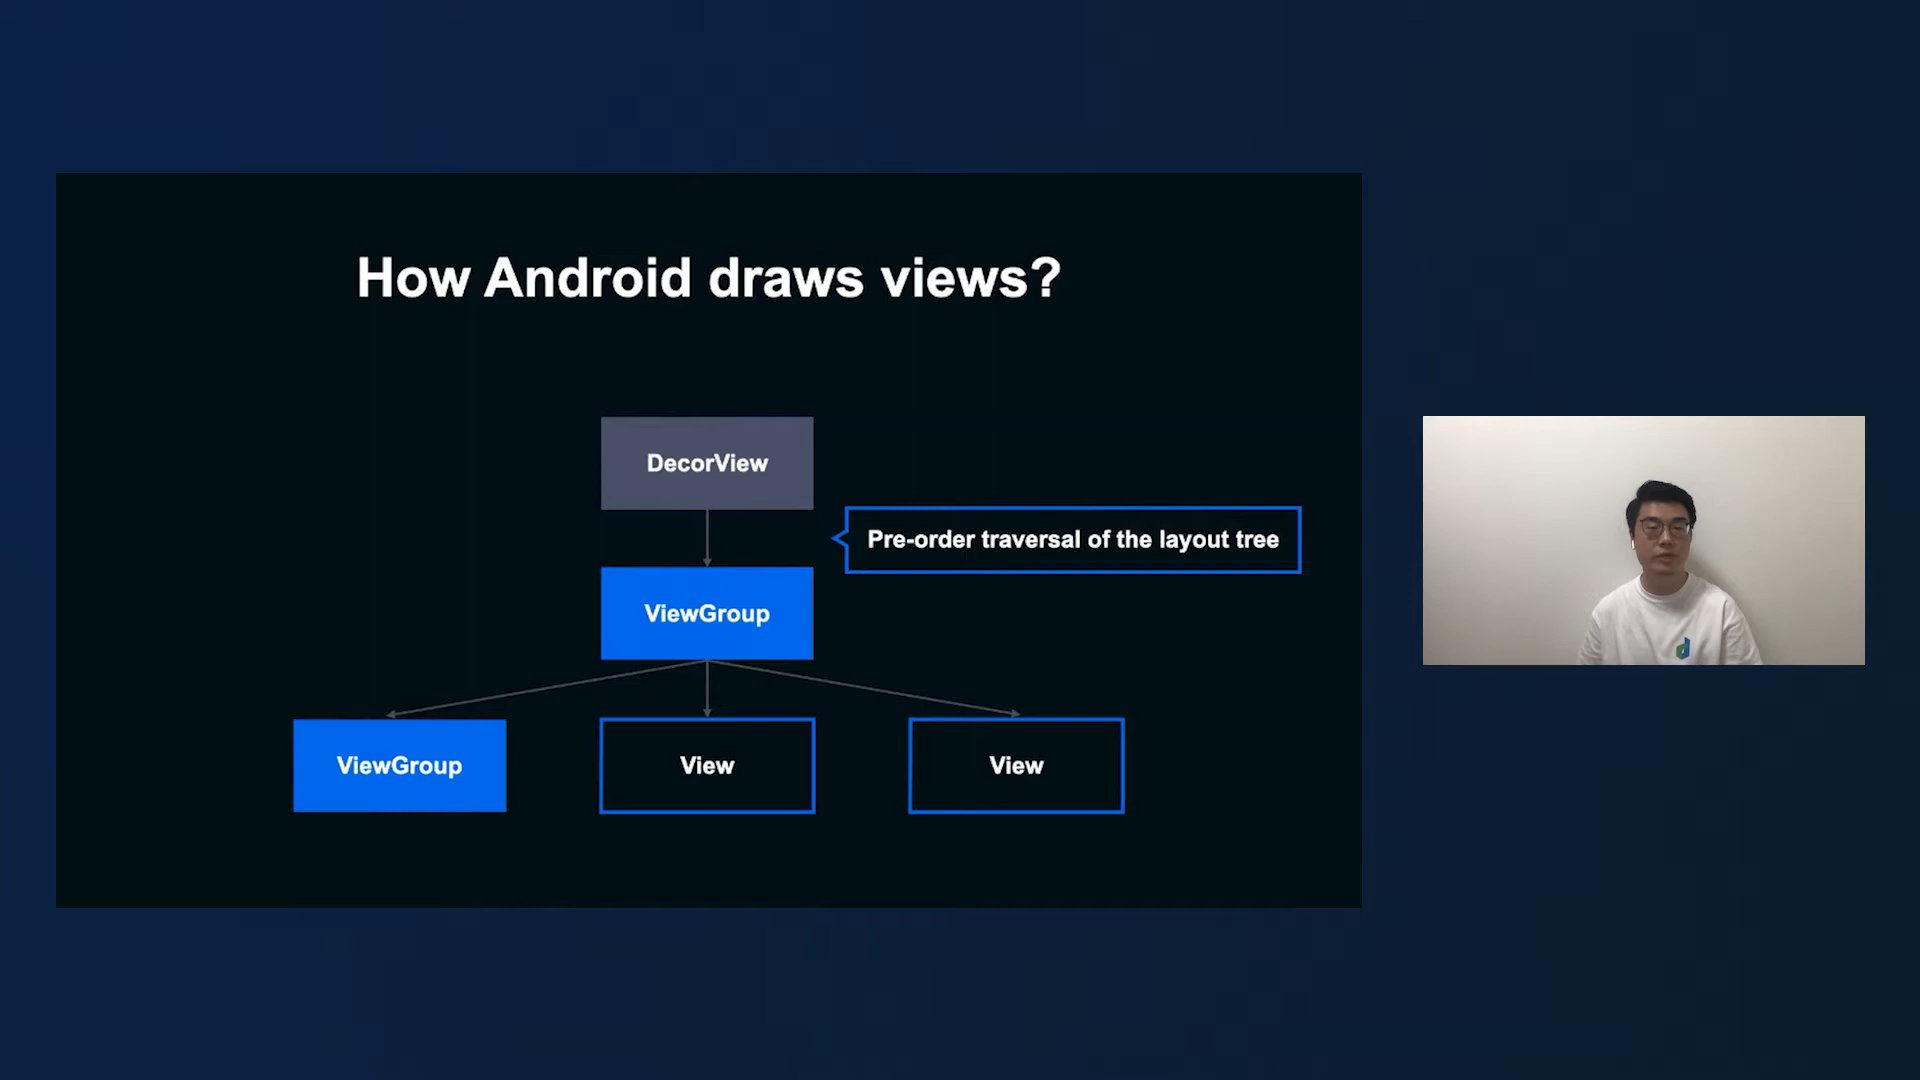 How Android draws views?
DecorView
Pre-order traversal of the layout tree
ViewGroup
ViewGroup
View
View